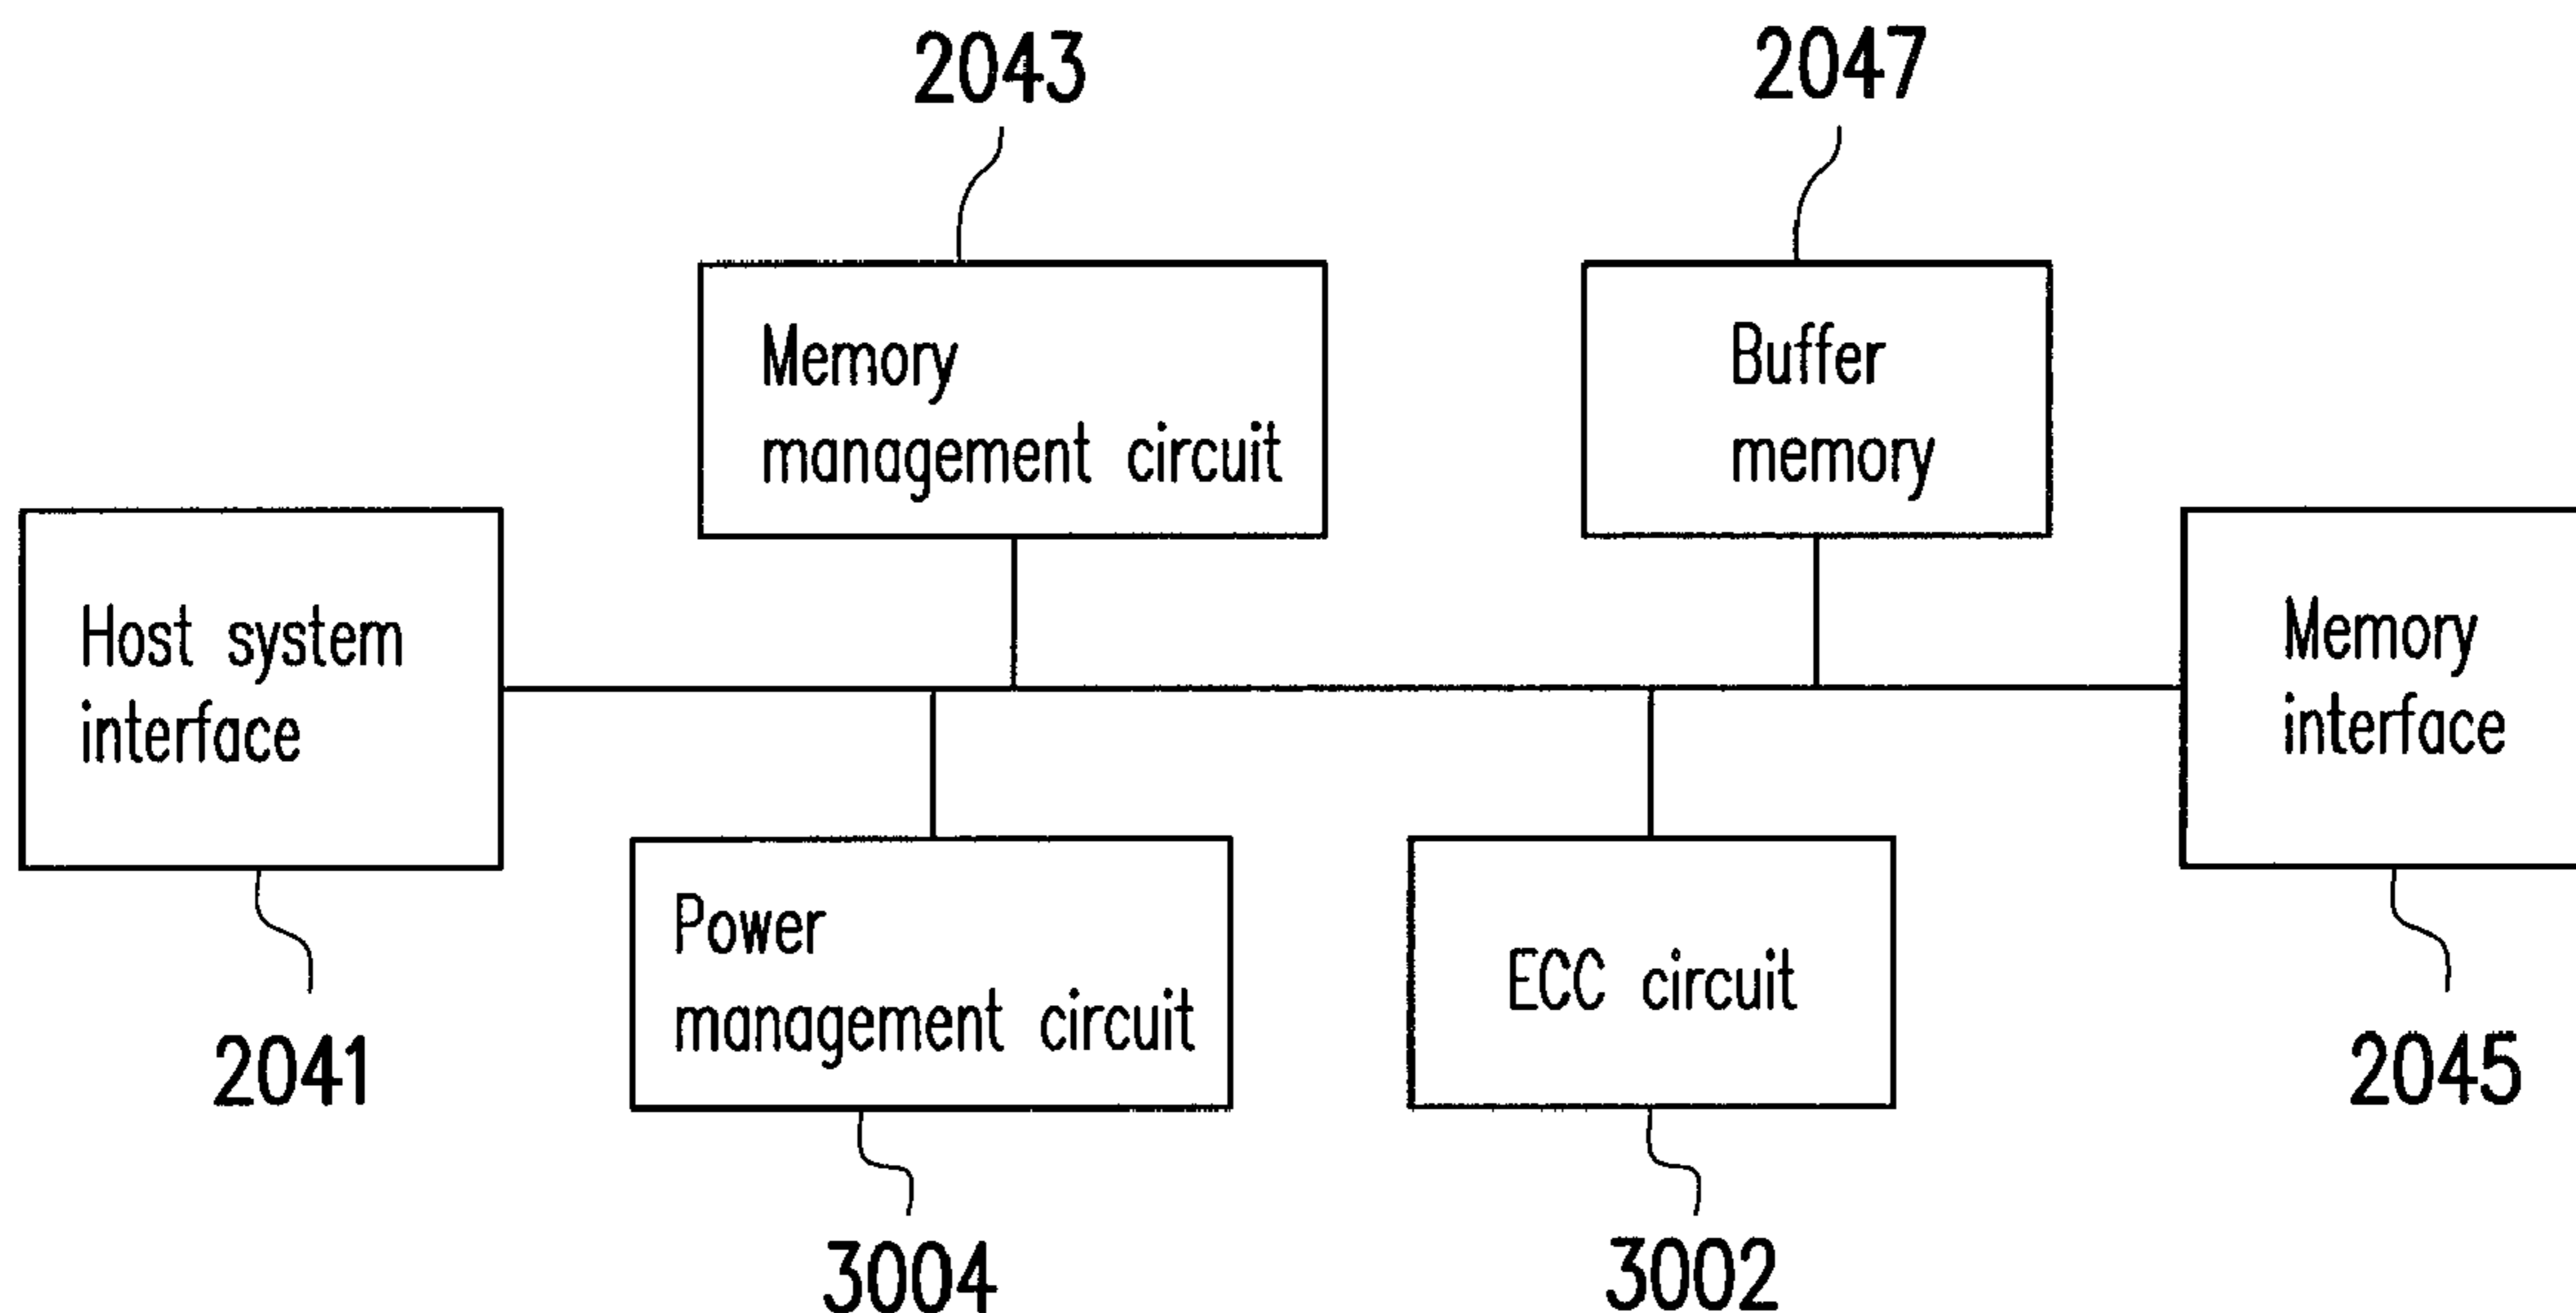 2043
2047
Memory
management circuit
Buffer
memory
Host system
interface
Memory
interface
Power
management circuit
ECC circuit
2041
2045
3004
3002